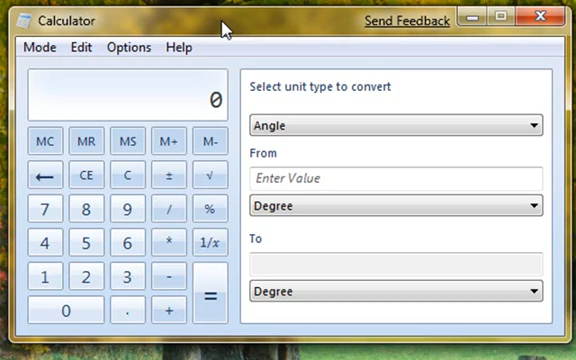 Calculator
Send Feedback
Mode Edit Options Help
0
MC MR MS M+ M-
← CE C ± √
7 8 9 / %
4 5 6 * 1/x
1 2 3 - =
0 . +
Select unit type to convert
Angle
From
Enter Value
Degree
To
Degree